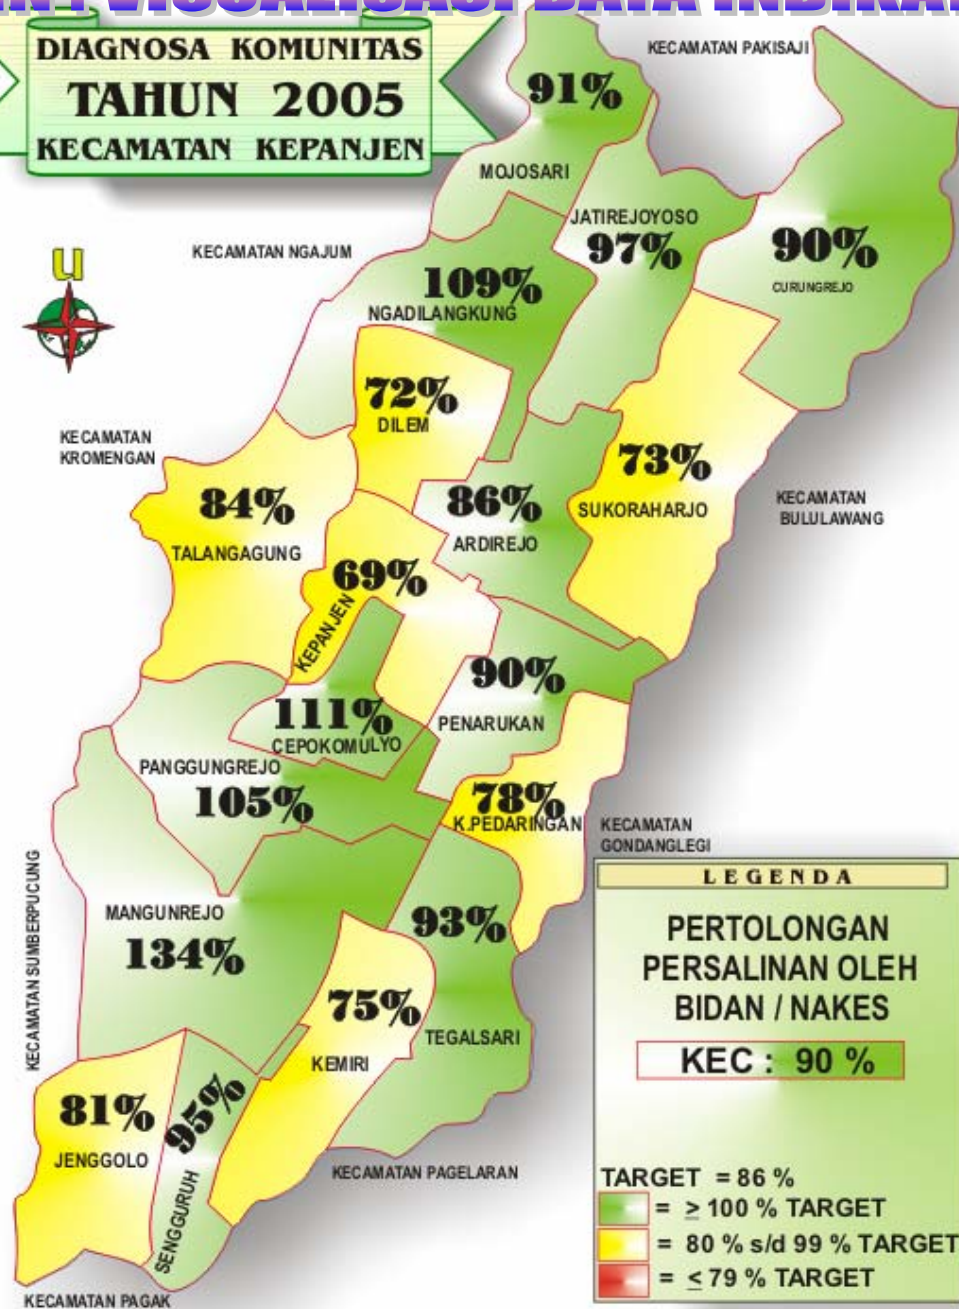 VISUALISASI DATA INDIKA
DIAGNOSA KOMUNITAS
TAHUN 2005
KECAMATAN KEPANJEN
KECAMATAN PAKISAJI
91%
MOJOSARI
JATIREJOYOSO
97%
90%
CURUNGREJO
KECAMATAN NGAJUM
U
109%
NGADILANGKUNG
72%
DILEM
KECAMATAN
KROMENGAN
84%
TALANGAGUNG
86%
ARDIREJO
73%
SUKORAHARJO
KECAMATAN
BULULAWANG
69%
KEPANJEN
90%
PENARUKAN
111%
CEPOKOMULYO
PANGGUNGREJO
105%
78%
K.PEDARINGAN
KECAMATAN
GONDANGLEGI
KECAMATAN SUMBERPUCUNG
MANGUNREJO
134%
93%
TEGALSARI
75%
KEMIRI
81%
JENGGOLO
95%
SENGGURUH
KECAMATAN PAGELARAN
KECAMATAN PAGAK
LEGENDA
PERTOLONGAN
PERSALINAN OLEH
BIDAN / NAKES
KEC : 90 %
TARGET = 86 %
= ≥ 100 % TARGET
= 80 % s/d 99 % TARGET
= ≤ 79 % TARGET